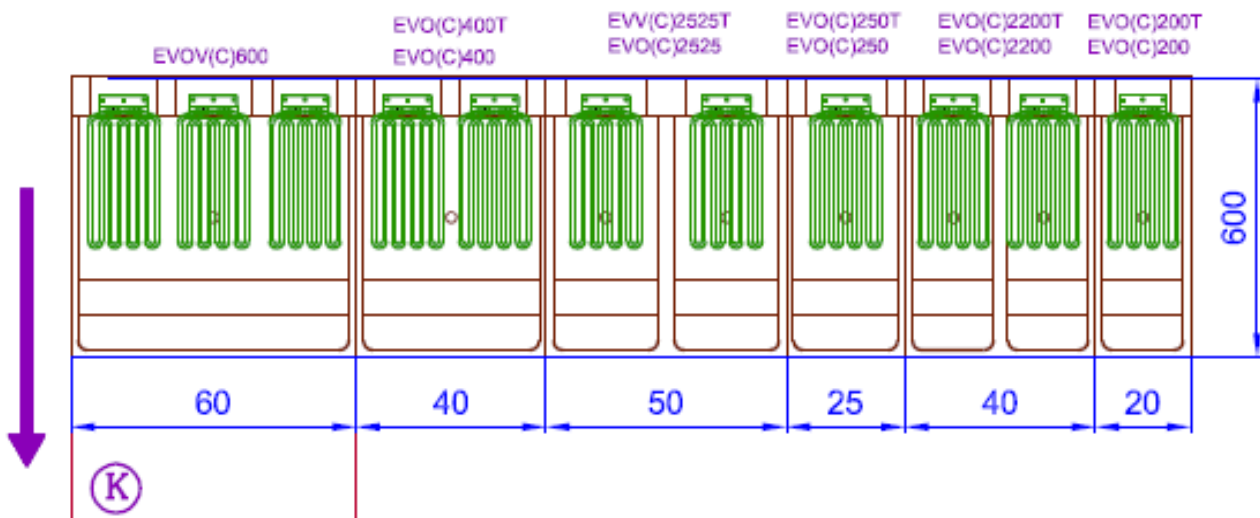 EVOV(C)600
EVO(C)400T
EVO(C)400
EVV(C)2525T
EVO(C)2525
EVO(C)250T
EVO(C)250
EVO(C)2200T
EVO(C)2200
EVO(C)200T
EVO(C)200
600
60
40
50
25
40
20
K